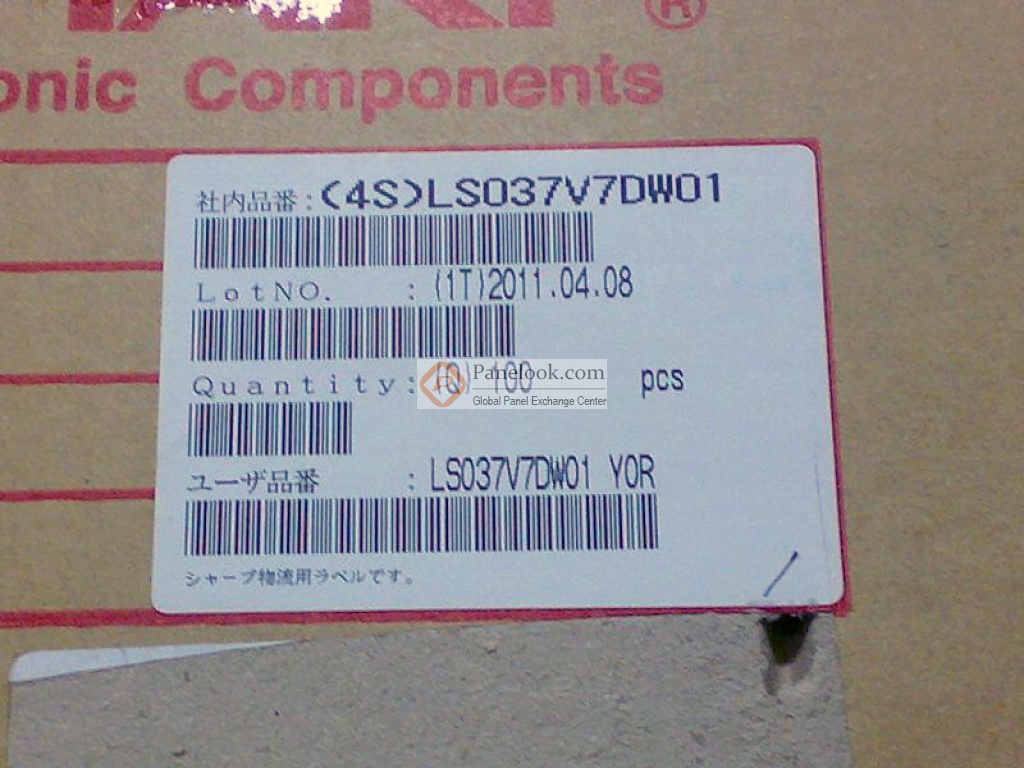 ®
onic Components
社内品番:(4S)LS037V7DW01
LotNO. : (1T)2011.04.08
Quantity: (Q) 100 pcs
Panelook.com
Global Panel Exchange Center
ユーザ品番 : LS037V7DW01 Y0R
シャープ物流用ラベルです。